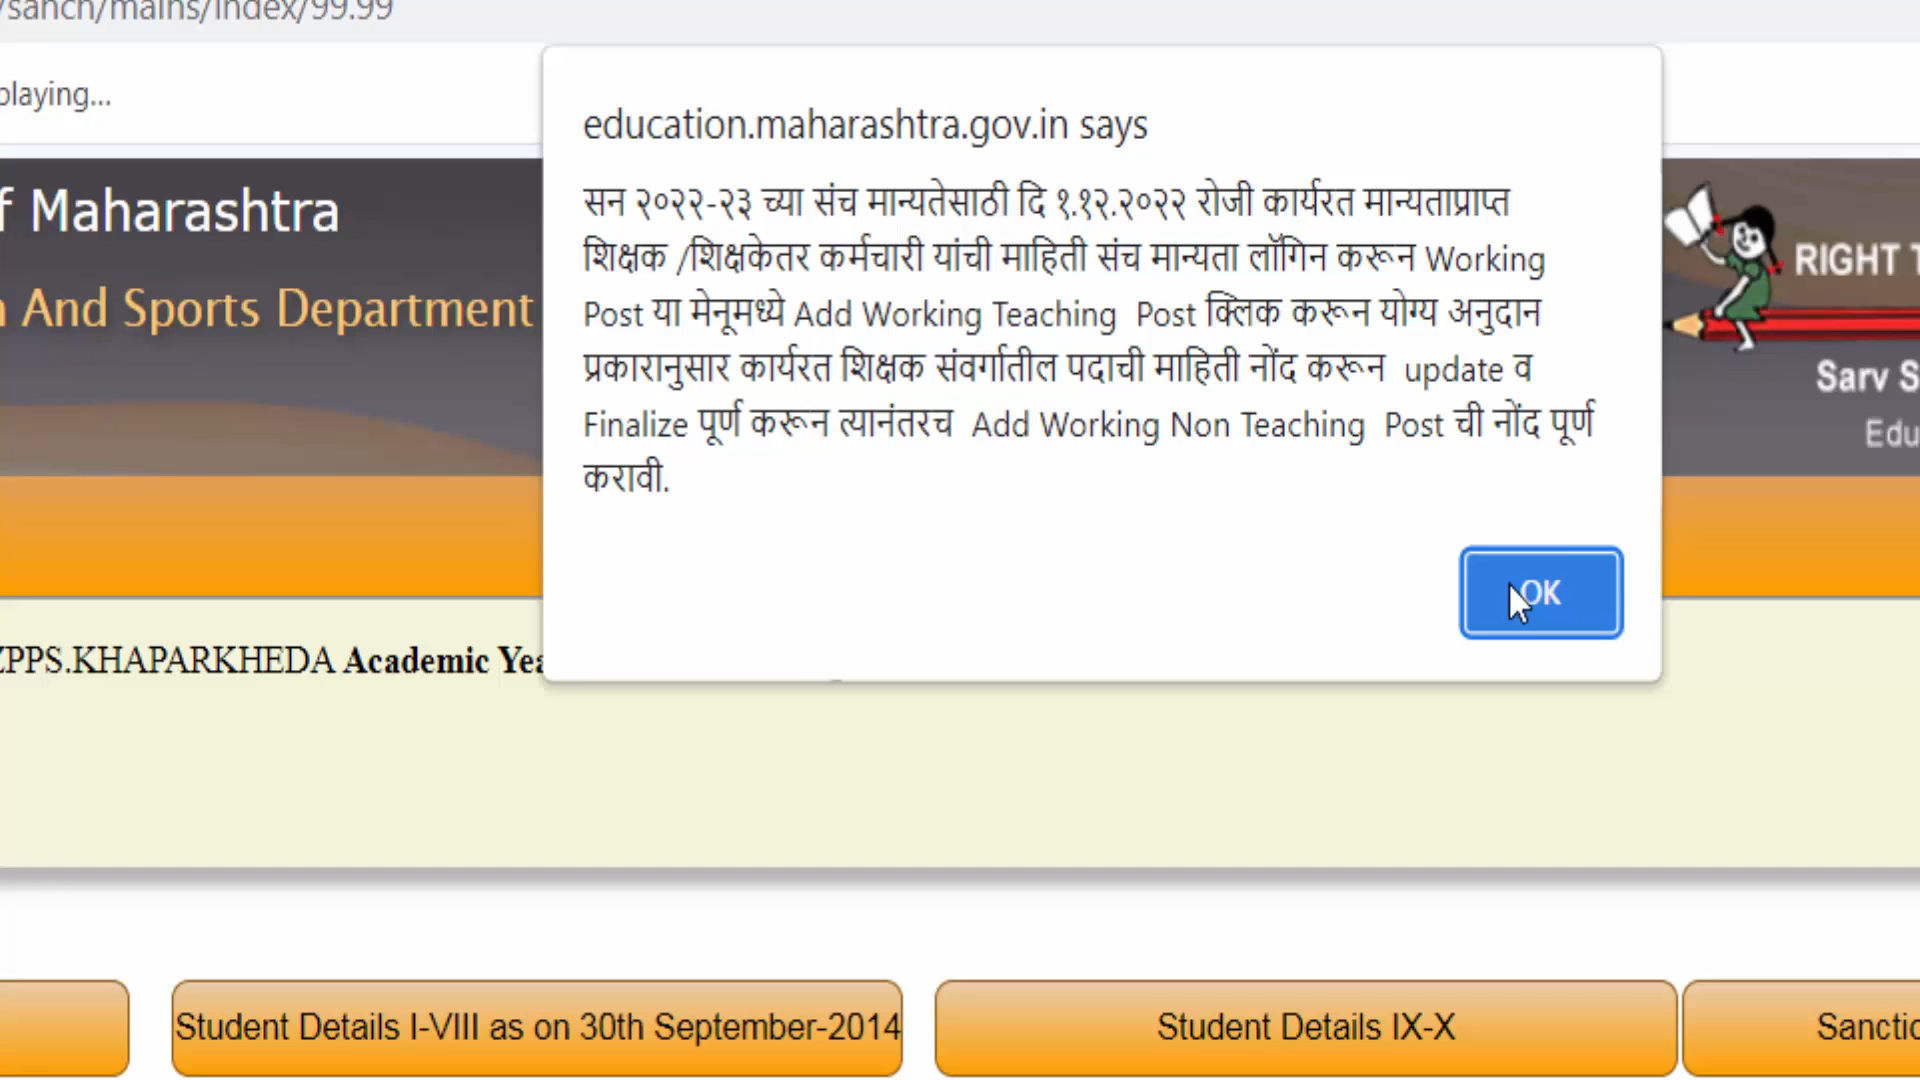 /sanch/mains/index/99.99
playing...
education.maharashtra.gov.in says
सन २०२२-२३ च्या संच मान्यतेसाठी दि १.१२.२०२२ रोजी कार्यरत मान्यताप्राप्त
शिक्षक /शिक्षकेतर कर्मचारी यांची माहिती संच मान्यता लॉगिन करून Working
Post या मेनूमध्ये Add Working Teaching Post क्लिक करून योग्य अनुदान
प्रकारानुसार कार्यरत शिक्षक संवर्गातील पदाची माहिती नोंद करून update व
Finalize पूर्ण करून त्यानंतरच Add Working Non Teaching Post ची नोंद पूर्ण
करावी.
OK
f Maharashtra
n And Sports Department
RIGHT T
Sarv S
Edu
ZPPS.KHAPARKHEDA Academic Yea
Student Details I-VIII as on 30th September-2014
Student Details IX-X
Sanctio